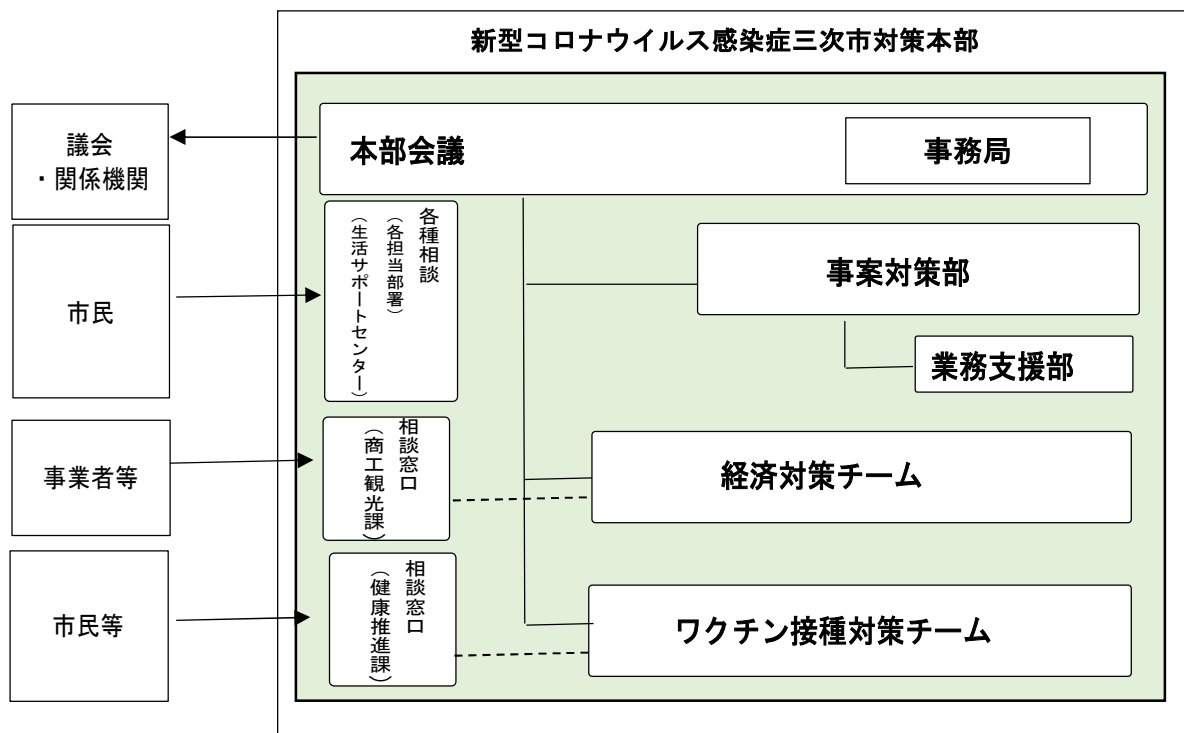 新型コロナウイルス感染症三次市対策本部
議会
・関係機関
本部会議
事務局
市民
各種相談
（各担当部署）
（生活サポートセンター）
事案対策部
業務支援部
事業者等
相談窓口
（商工観光課）
経済対策チーム
市民等
相談窓口
（健康推進課）
ワクチン接種対策チーム